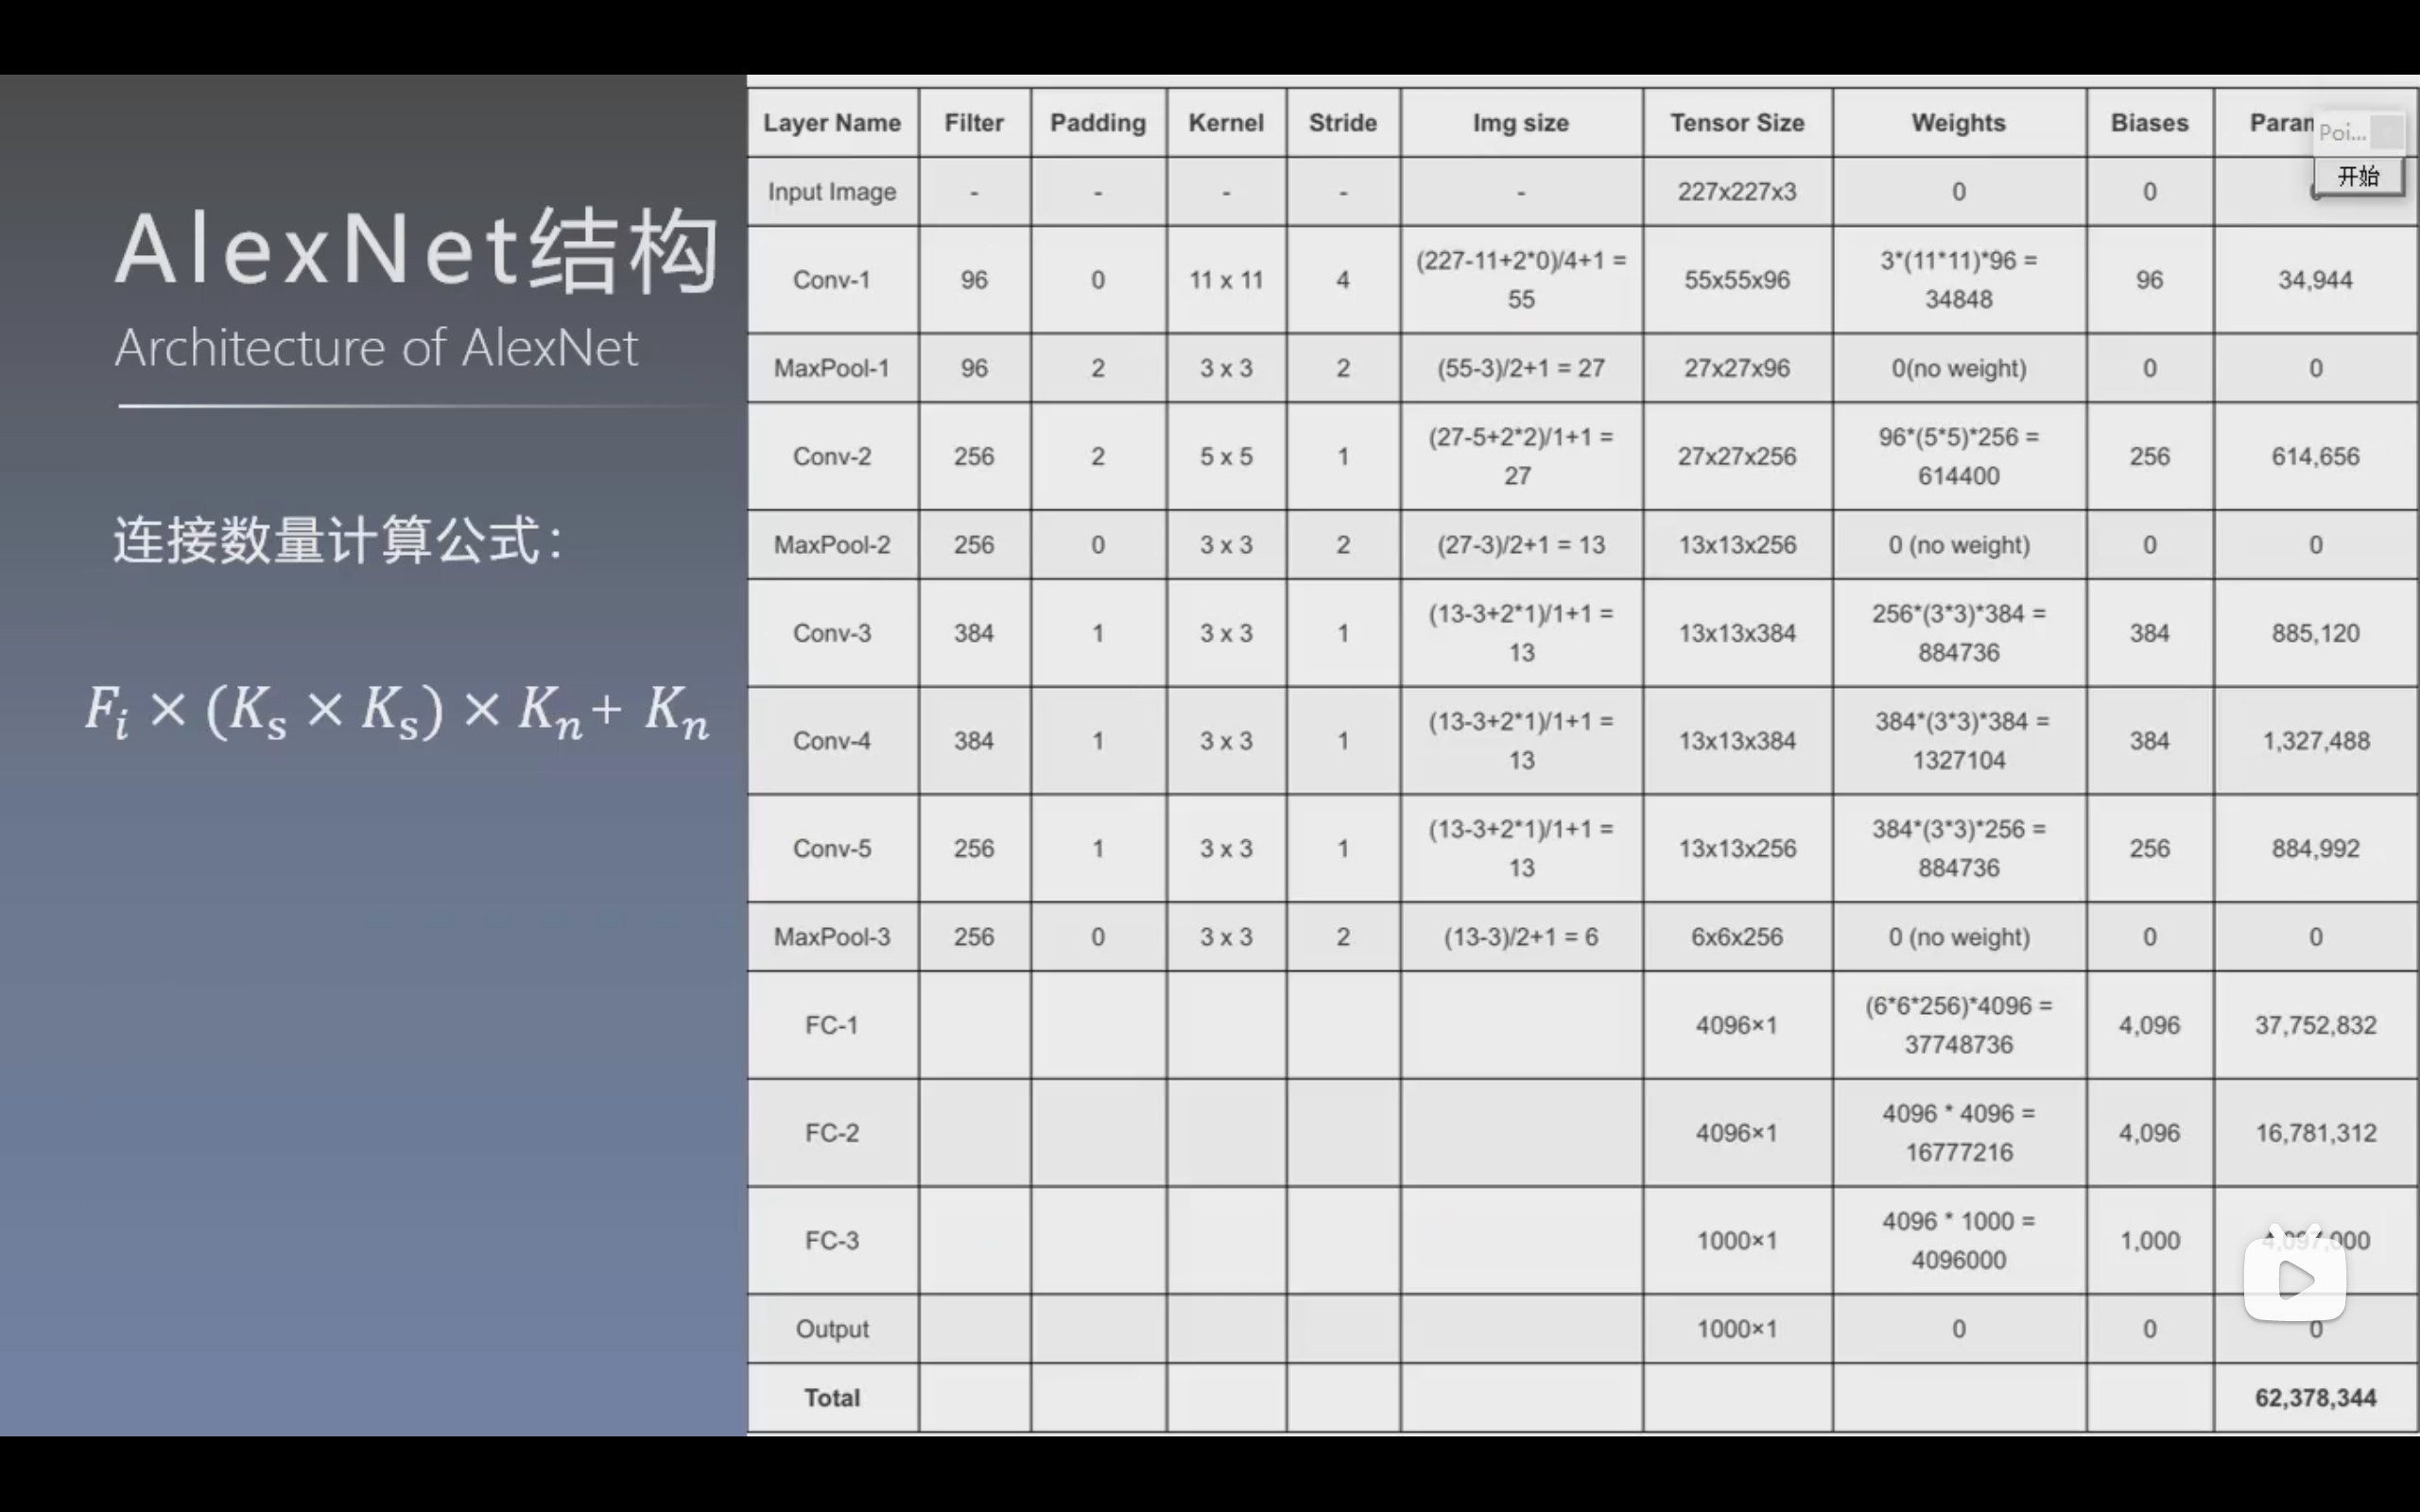 AlexNet结构
Architecture of AlexNet
连接数量计算公式：
F_i × (K_s × K_s) × K_n + K_n
Layer Name Filter Padding Kernel Stride Img size Tensor Size Weights Biases
Poi...
开始
Input Image - - - - - 227x227x3 0 0
Conv-1 96 0 11 x 11 4 (227-11+2*0)/4+1 = 55 55x55x96 3*(11*11)*96 = 34848 96 34,944
MaxPool-1 96 2 3 x 3 2 (55-3)/2+1 = 27 27x27x96 0(no weight) 0 0
Conv-2 256 2 5 x 5 1 (27-5+2*2)/1+1 = 27 27x27x256 96*(5*5)*256 = 614400 256 614,656
MaxPool-2 256 0 3 x 3 2 (27-3)/2+1 = 13 13x13x256 0 (no weight) 0 0
Conv-3 384 1 3 x 3 1 (13-3+2*1)/1+1 = 13 13x13x384 256*(3*3)*384 = 884736 384 885,120
Conv-4 384 1 3 x 3 1 (13-3+2*1)/1+1 = 13 13x13x384 384*(3*3)*384 = 1327104 384 1,327,488
Conv-5 256 1 3 x 3 1 (13-3+2*1)/1+1 = 13 13x13x256 384*(3*3)*256 = 884736 256 884,992
MaxPool-3 256 0 3 x 3 2 (13-3)/2+1 = 6 6x6x256 0 (no weight) 0 0
FC-1 4096×1 (6*6*256)*4096 = 37748736 4,096 37,752,832
FC-2 4096×1 4096 * 4096 = 16777216 4,096 16,781,312
FC-3 1000×1 4096 * 1000 = 4096000 1,000 4,097,000
Output 1000×1 0 0 0
Total 62,378,344